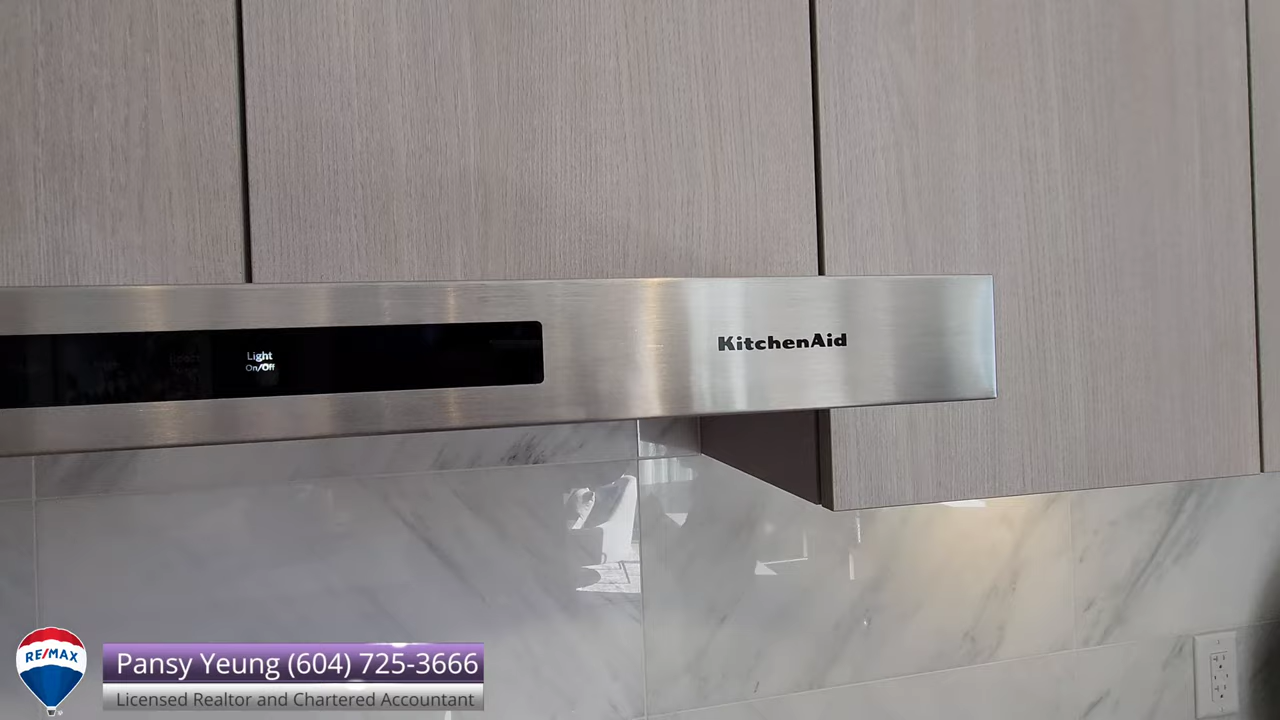 KitchenAid
Light
On/Off
RE/MAX
Pansy Yeung (604) 725-3666
Licensed Realtor and Chartered Accountant